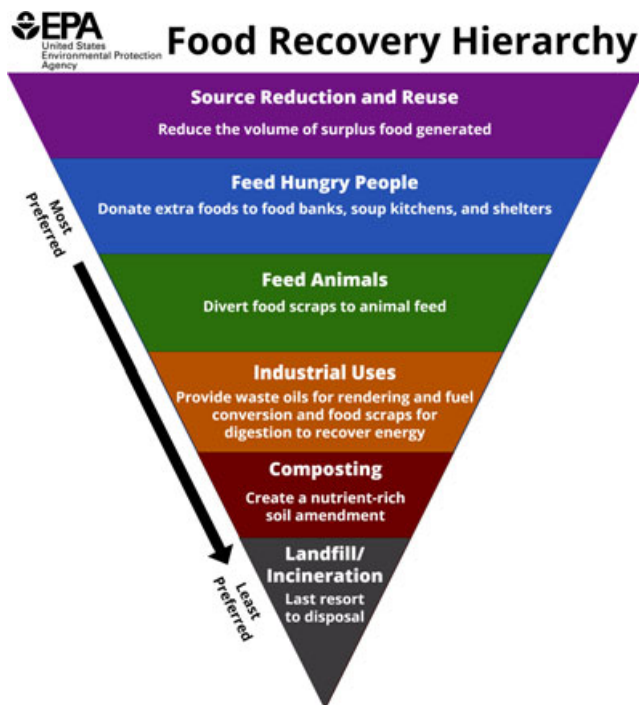 EPA
United States
Environmental Protection
Agency
Food Recovery Hierarchy
Source Reduction and Reuse
Reduce the volume of surplus food generated
Feed Hungry People
Donate extra foods to food banks, soup kitchens, and shelters
Most
Preferred
Feed Animals
Divert food scraps to animal feed
Industrial Uses
Provide waste oils for rendering and fuel
conversion and food scraps for
digestion to recover energy
Composting
Create a nutrient-rich
soil amendment
Landfill/
Incineration
Last resort
to disposal
Least
Preferred